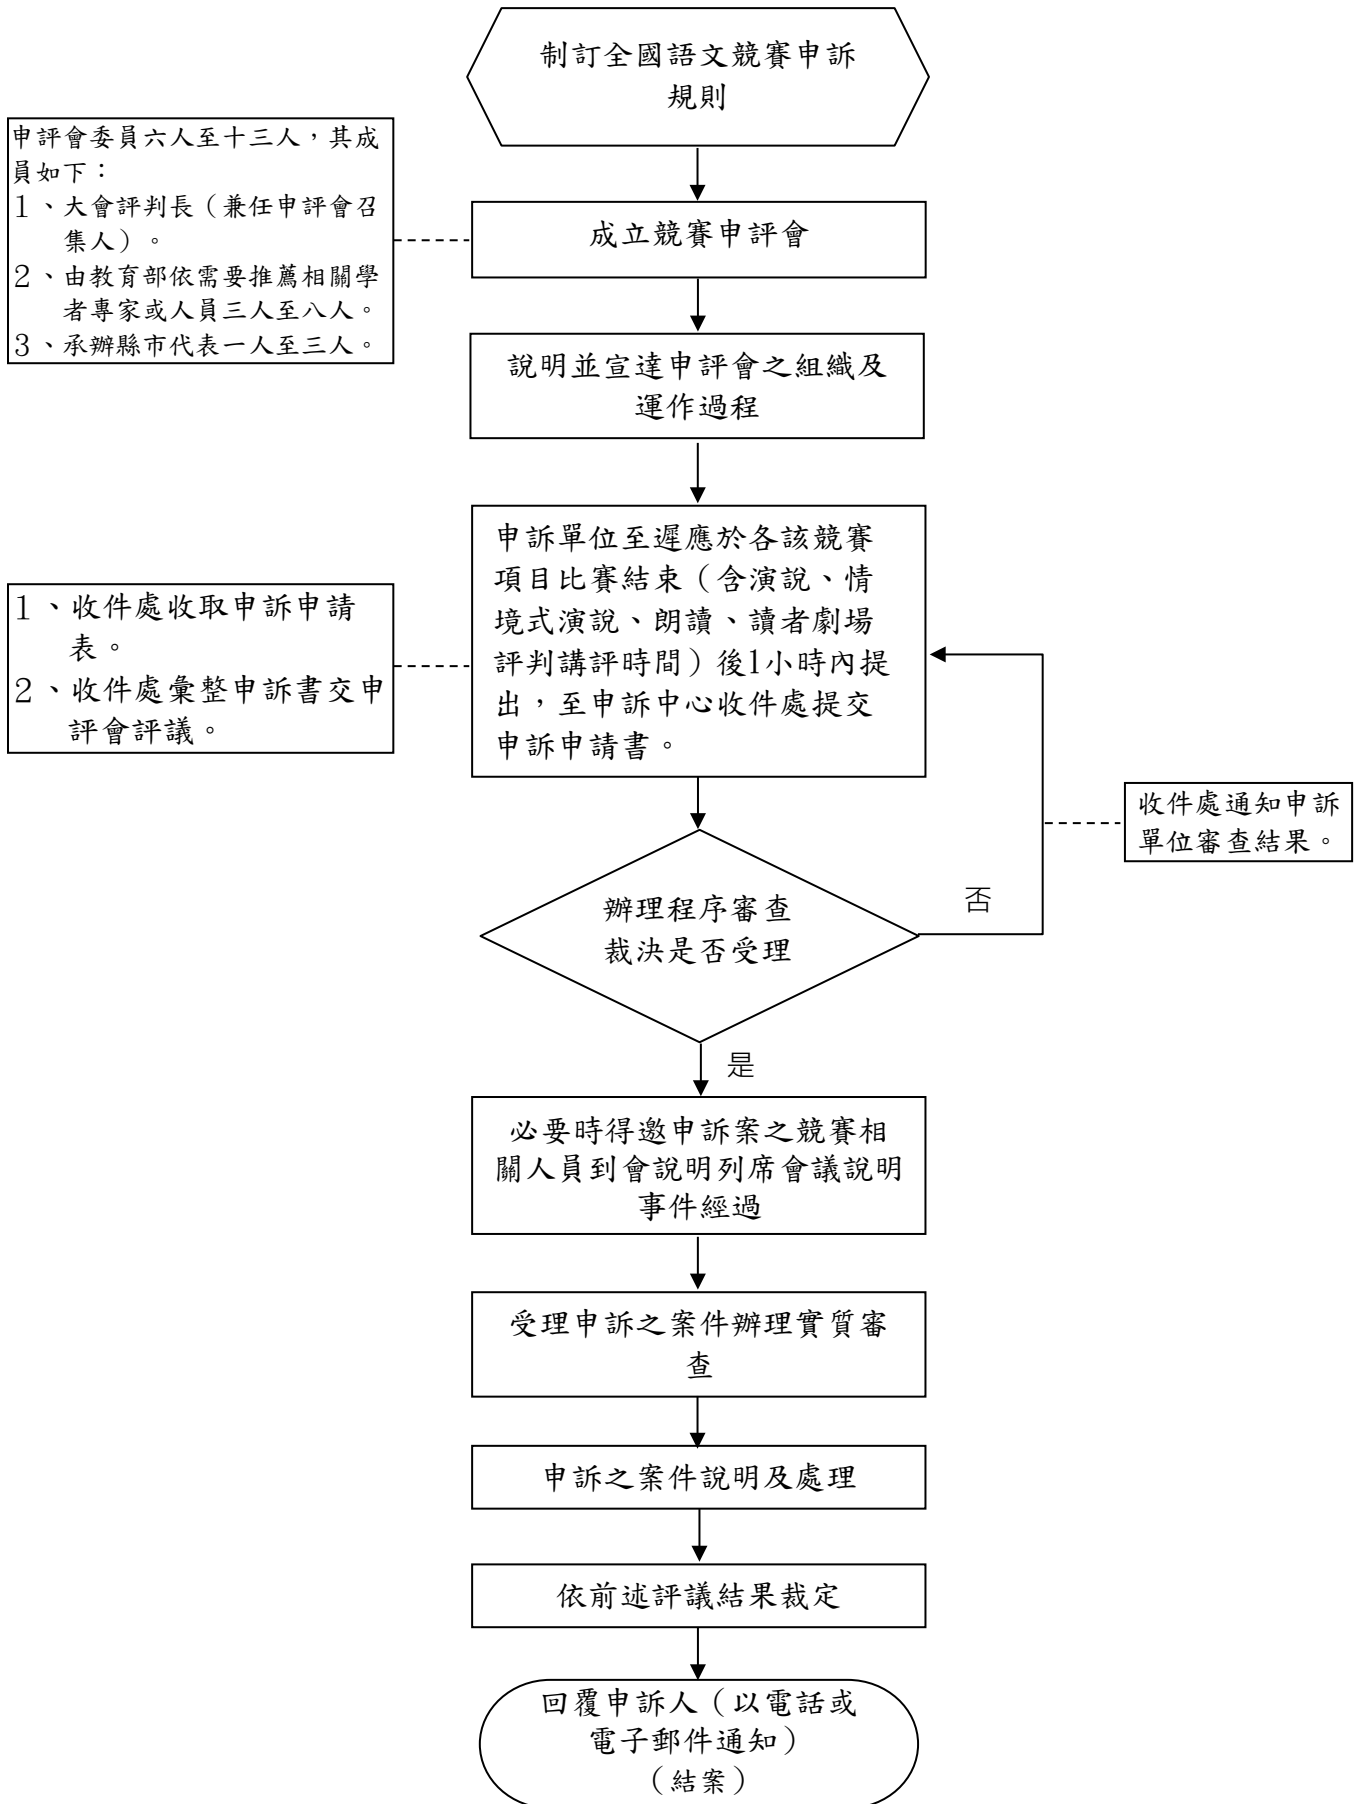 制訂全國語文競賽申訴
規則
申評會委員六人至十三人，其成
員如下：
１、大會評判長（兼任申評會召
集人）。
２、由教育部依需要推薦相關學
者專家或人員三人至八人。
３、承辦縣市代表一人至三人。
成立競賽申評會
說明並宣達申評會之組織及
運作過程
申訴單位至遲應於各該競賽
項目比賽結束（含演說、情
境式演說、朗讀、讀者劇場
評判講評時間）後1小時內提
出，至申訴中心收件處提交
申訴申請書。
１、收件處收取申訴申請
表。
２、收件處彙整申訴書交申
評會評議。
收件處通知申訴
單位審查結果。
辦理程序審查
裁決是否受理
否
是
必要時得邀申訴案之競賽相
關人員到會說明列席會議說明
事件經過
受理申訴之案件辦理實質審
查
申訴之案件說明及處理
依前述評議結果裁定
回覆申訴人（以電話或
電子郵件通知）
（結案）